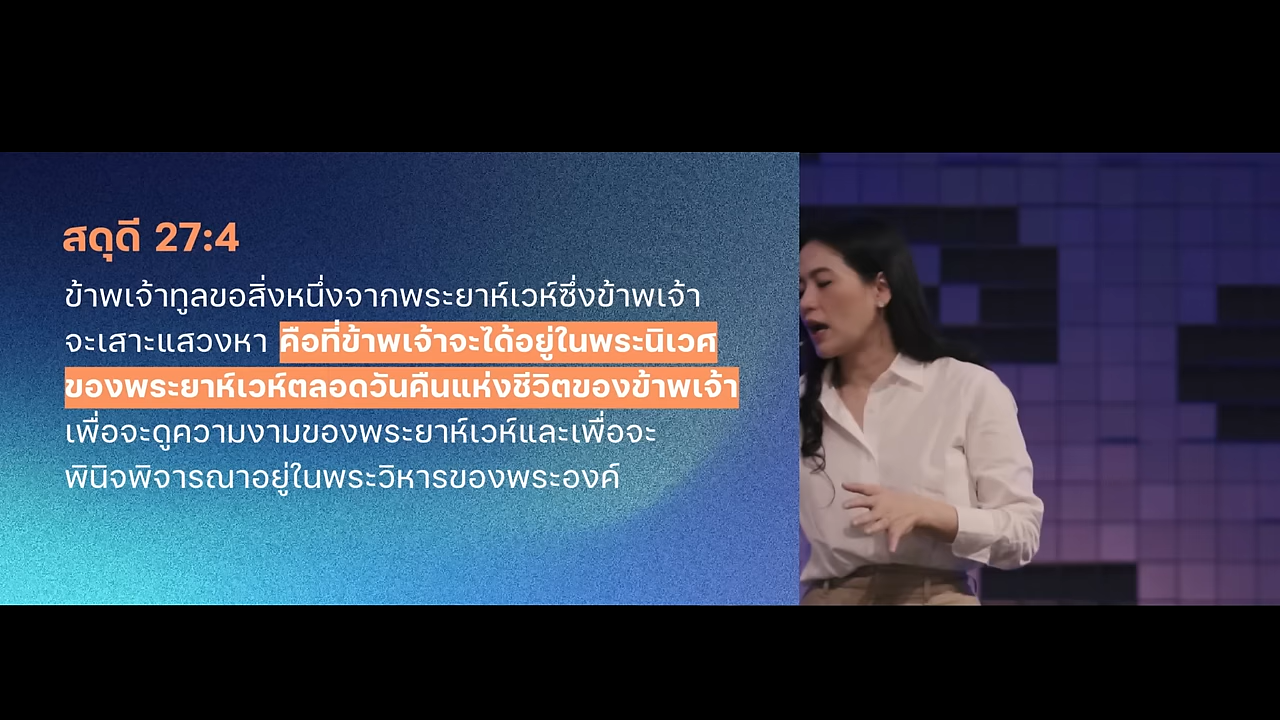 สดุดี 27:4
ข้าพเจ้าทูลขอสิ่งหนึ่งจากพระยาห์เวห์ซึ่งข้าพเจ้า
จะเสาะแสวงหา คือที่ข้าพเจ้าจะได้อยู่ในพระนิเวศ
ของพระยาห์เวห์ตลอดวันคืนแห่งชีวิตของข้าพเจ้า
เพื่อจะดูความงามของพระยาห์เวห์และเพื่อจะ
พินิจพิจารณาอยู่ในพระวิหารของพระองค์